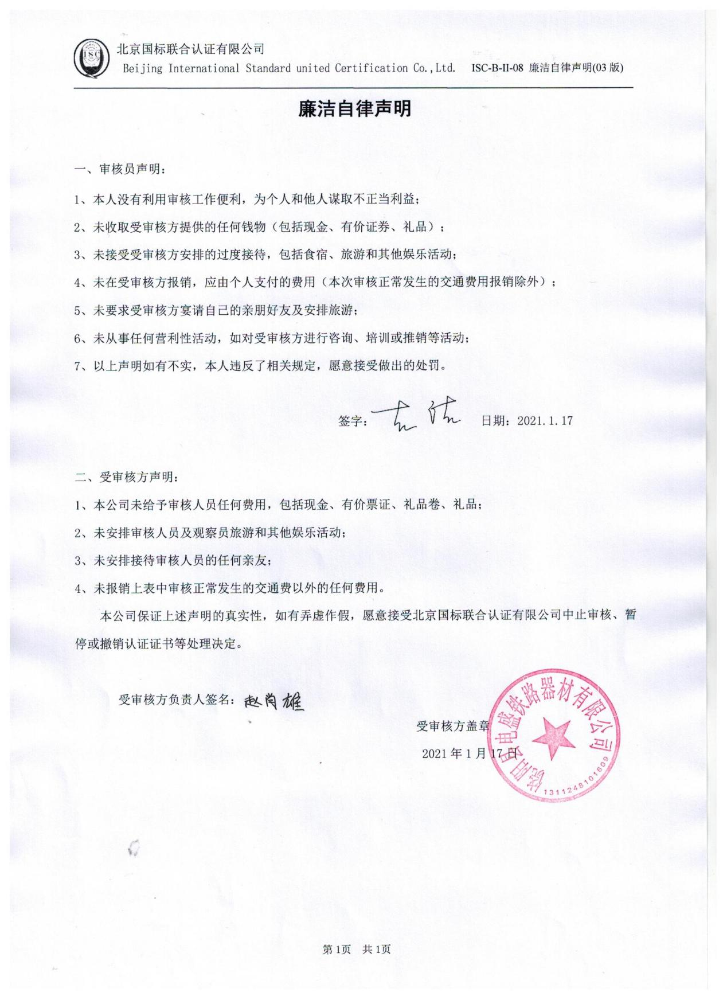 ISC
北京国标联合认证有限公司
Beijing International Standard united Certification Co.,Ltd. ISC-B-II-08 廉洁自律声明(03 版)
廉洁自律声明
一、审核员声明：
1、本人没有利用审核工作便利，为个人和他人谋取不正当利益；
2、未收取受审核方提供的任何钱物（包括现金、有价证券、礼品）；
3、未接受受审核方安排的过度接待，包括食宿、旅游和其他娱乐活动；
4、未在受审核方报销，应由个人支付的费用（本次审核正常发生的交通费用报销除外）；
5、未要求受审核方宴请自己的亲朋好友及安排旅游；
6、未从事任何营利性活动，如对受审核方进行咨询、培训或推销等活动；
7、以上声明如有不实，本人违反了相关规定，愿意接受做出的处罚。
签字： 吉洁 日期：2021.1.17
二、受审核方声明：
1、本公司未给予审核人员任何费用，包括现金、有价票证、礼品卷、礼品；
2、未安排审核人员及观察员旅游和其他娱乐活动；
3、未安排接待审核人员的任何亲友；
4、未报销上表中审核正常发生的交通费以外的任何费用。
本公司保证上述声明的真实性，如有弄虚作假，愿意接受北京国标联合认证有限公司中止审核、暂
停或撤销认证证书等处理决定。
受审核方负责人签名：赵尚雄
受审核方盖章
2021 年 1 月 17 日
饶阳县电盛铁路器材有限公司
1311248101609
第 1页 共 1页